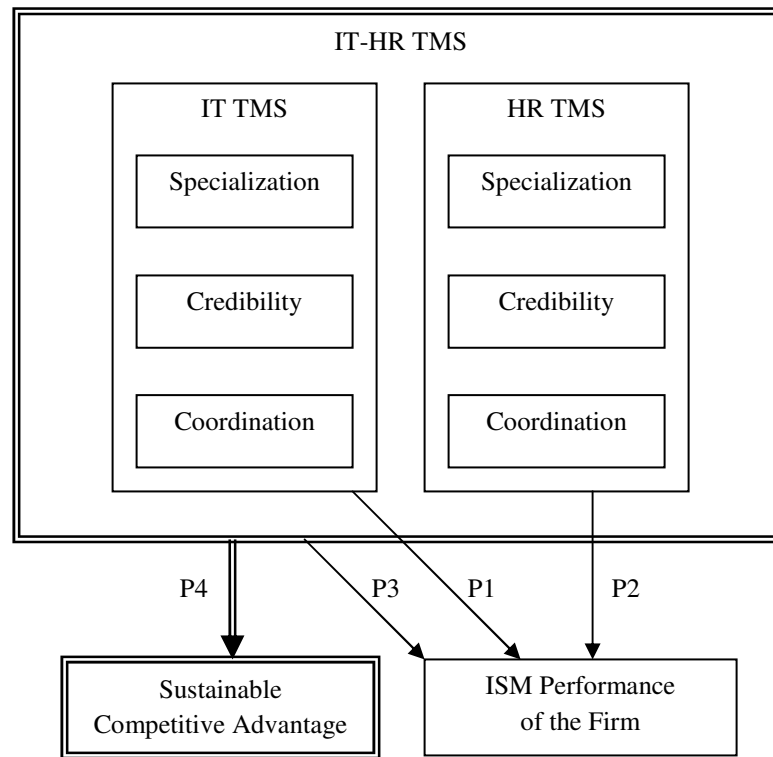 IT-HR TMS
IT TMS
HR TMS
Specialization
Specialization
Credibility
Credibility
Coordination
Coordination
P4
P3
P1
P2
Sustainable
Competitive Advantage
ISM Performance
of the Firm